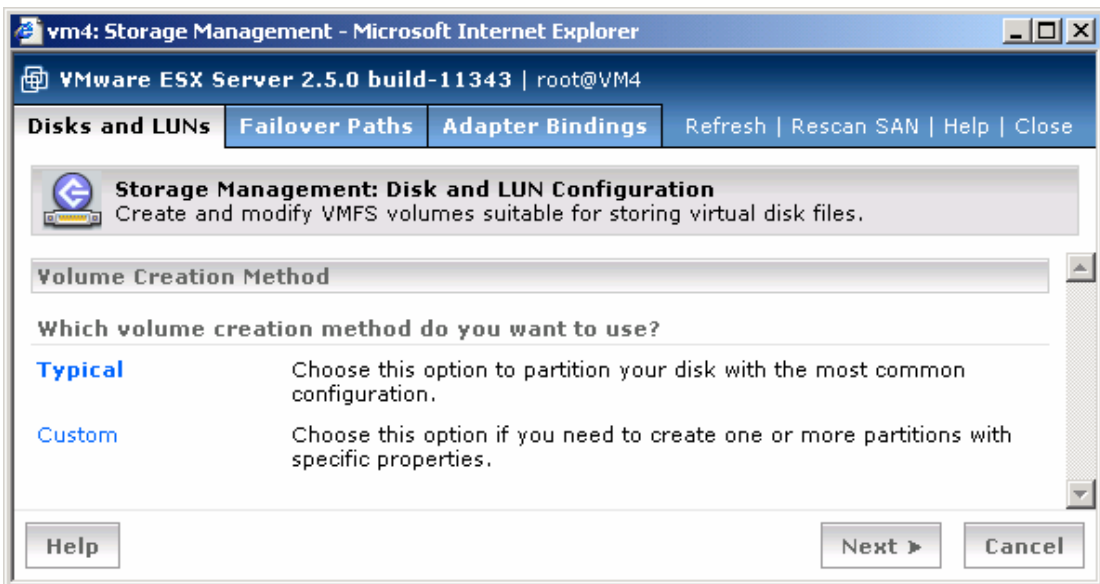 vm4: Storage Management - Microsoft Internet Explorer
VMware ESX Server 2.5.0 build-11343 | root@VM4
Disks and LUNs Failover Paths Adapter Bindings Refresh | Rescan SAN | Help | Close
Storage Management: Disk and LUN Configuration
Create and modify VMFS volumes suitable for storing virtual disk files.
Volume Creation Method
Which volume creation method do you want to use?
Typical Choose this option to partition your disk with the most common
configuration.
Custom Choose this option if you need to create one or more partitions with
specific properties.
Help Next Cancel